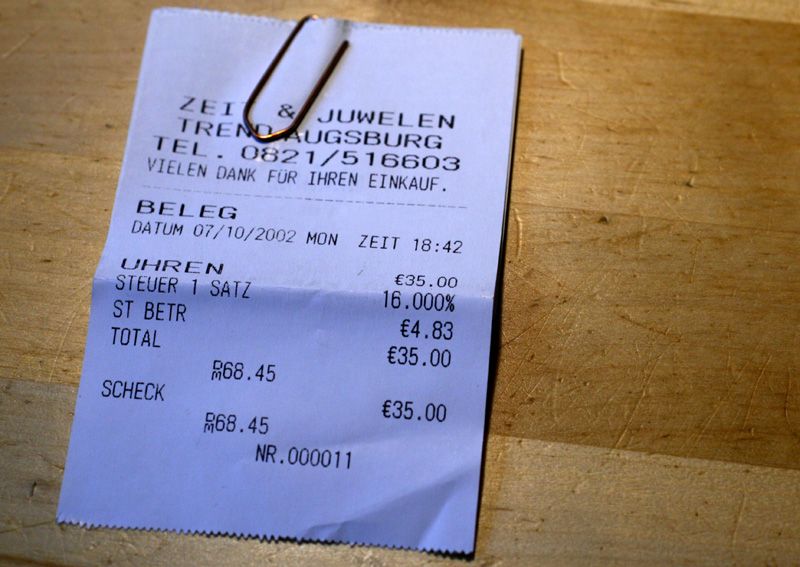 ZEIT & JUWELEN
TREND AUGSBURG
TEL. 0821/516603
VIELEN DANK FÜR IHREN EINKAUF.
BELEG
DATUM 07/10/2002 MON ZEIT 18:42
UHREN €35.00
STEUER 1 SATZ 16.000%
ST BETR €4.83
TOTAL €35.00
DM68.45
SCHECK €35.00
DM68.45
NR.000011